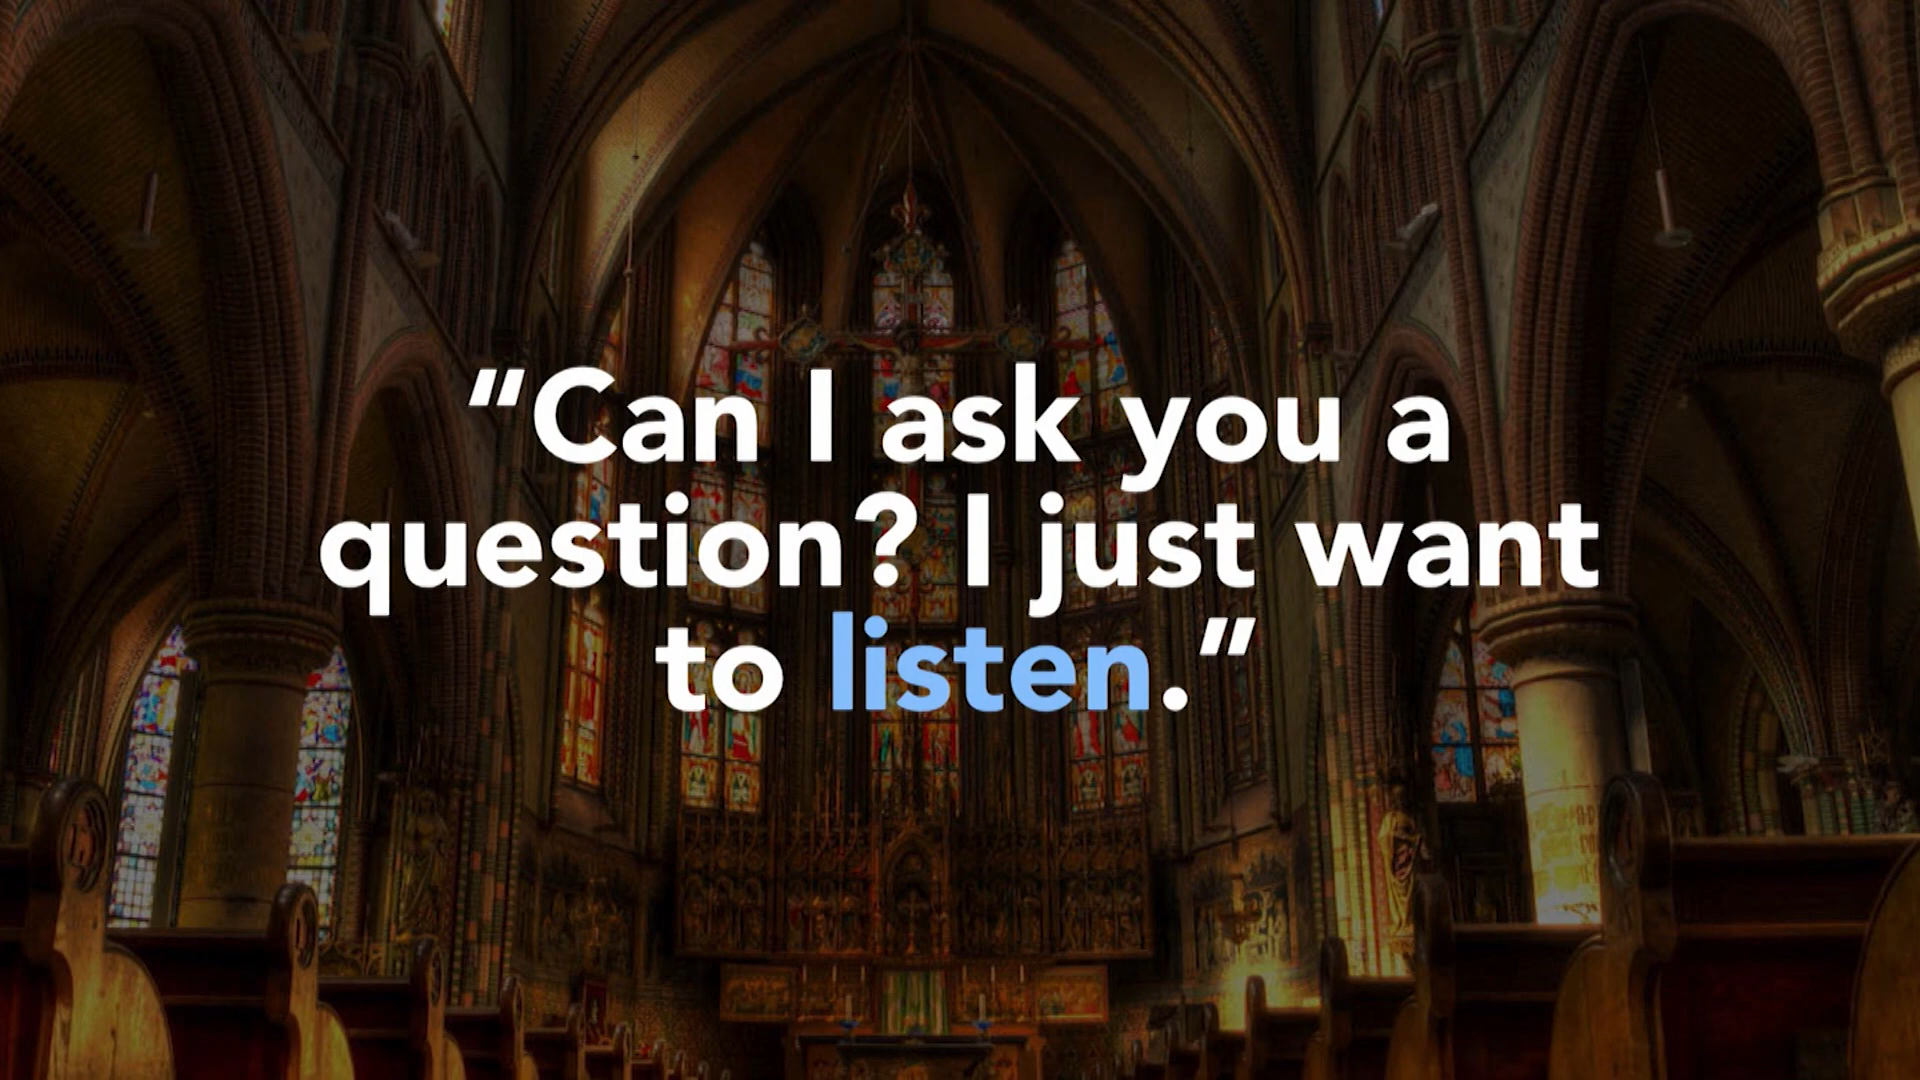 “Can I ask you a
question? I just want
to listen.”